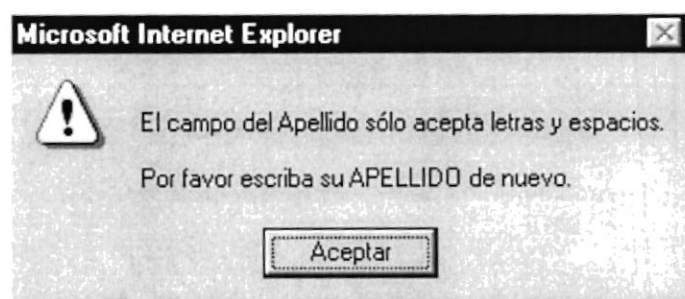 Microsoft Internet Explorer
El campo del Apellido sólo acepta letras y espacios.
Por favor escriba su APELLIDO de nuevo.
Aceptar